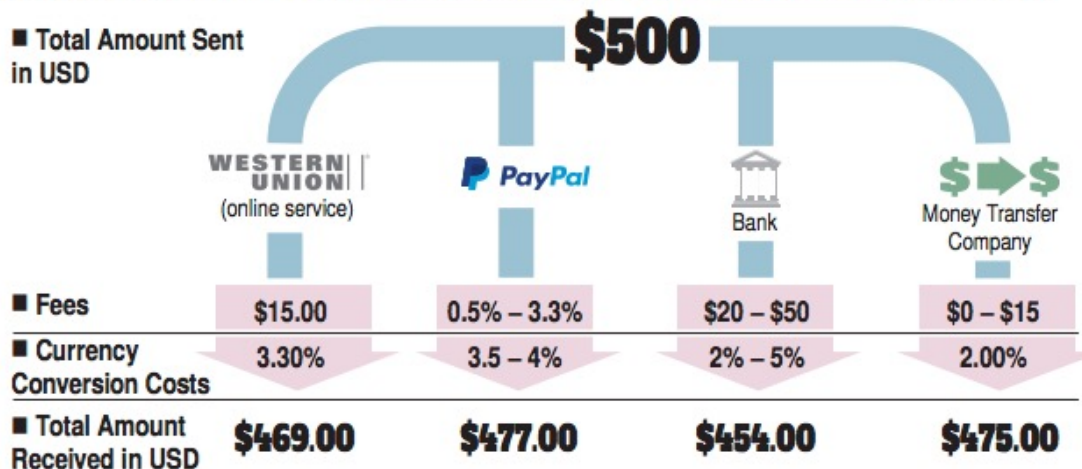 ■ Total Amount Sent
in USD
$500
WESTERN
UNION
(online service)
PayPal
Bank
$ $
Money Transfer
Company
■ Fees
$15.00
0.5% – 3.3%
$20 – $50
$0 – $15
■ Currency
Conversion Costs
3.30%
3.5 – 4%
2% – 5%
2.00%
■ Total Amount
Received in USD
$469.00
$477.00
$454.00
$475.00